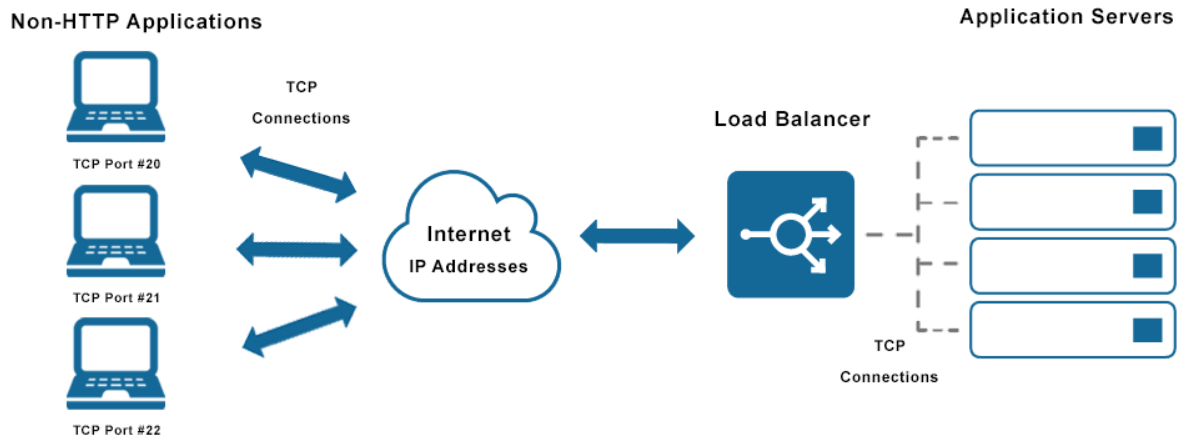 Non-HTTP Applications
Application Servers
TCP
Connections
Load Balancer
TCP Port #20
Internet
IP Addresses
TCP Port #21
TCP
Connections
TCP Port #22